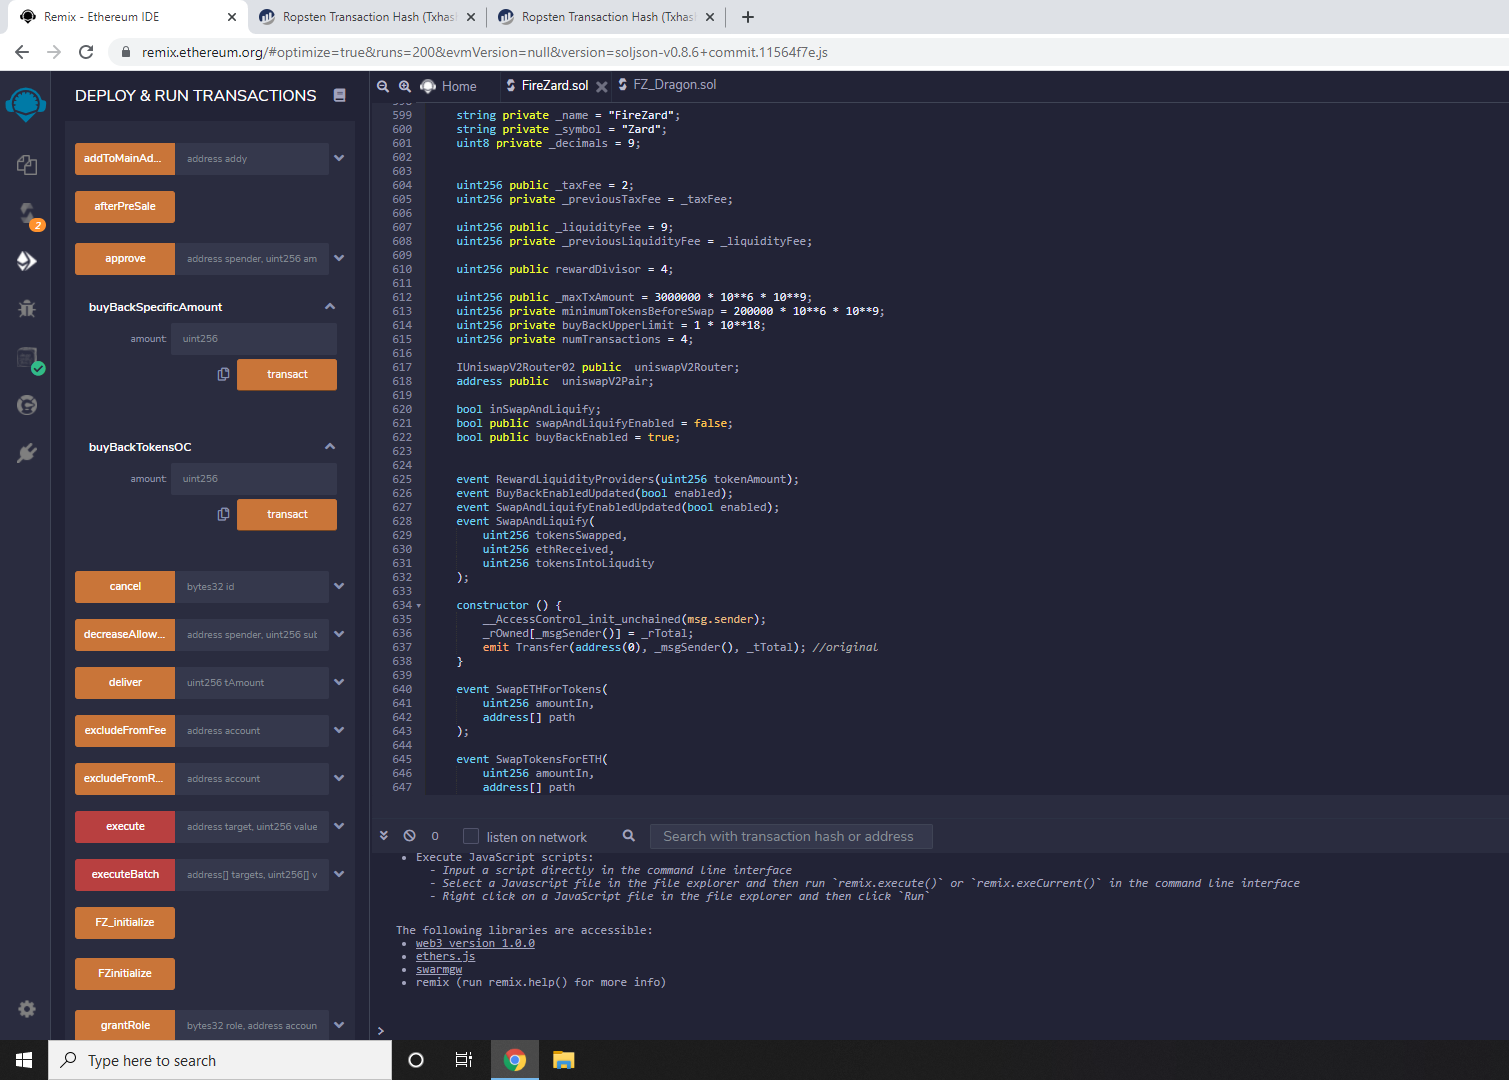 Remix - Ethereum IDE
Ropsten Transaction Hash (Txhas
Ropsten Transaction Hash (Txhas
remix.ethereum.org/#optimize=true&runs=200&evmVersion=null&version=soljson-v0.8.6+commit.11564f7e.js
DEPLOY & RUN TRANSACTIONS
addToMainAd... address addy
afterPreSale
approve address spender, uint256 am
buyBackSpecificAmount
amount: uint256
transact
buyBackTokensOC
amount: uint256
transact
cancel bytes32 id
decreaseAllow... address spender, uint256 sub
deliver uint256 tAmount
excludeFromFee address account
excludeFromR... address account
execute address target, uint256 value
executeBatch address[] targets, uint256[] v
FZ_initialize
FZinitialize
grantRole bytes32 role, address accoun
2
Home FireZard.sol FZ_Dragon.sol
598
599 string private _name = "FireZard";
600 string private _symbol = "Zard";
601 uint8 private _decimals = 9;
602
603
604 uint256 public _taxFee = 2;
605 uint256 private _previousTaxFee = _taxFee;
606
607 uint256 public _liquidityFee = 9;
608 uint256 private _previousLiquidityFee = _liquidityFee;
609
610 uint256 public rewardDivisor = 4;
611
612 uint256 public _maxTxAmount = 3000000 * 10**6 * 10**9;
613 uint256 private minimumTokensBeforeSwap = 200000 * 10**6 * 10**9;
614 uint256 private buyBackUpperLimit = 1 * 10**18;
615 uint256 private numTransactions = 4;
616
617 IUniswapV2Router02 public  uniswapV2Router;
618 address public  uniswapV2Pair;
619
620 bool inSwapAndLiquify;
621 bool public swapAndLiquifyEnabled = false;
622 bool public buyBackEnabled = true;
623
624
625 event RewardLiquidityProviders(uint256 tokenAmount);
626 event BuyBackEnabledUpdated(bool enabled);
627 event SwapAndLiquifyEnabledUpdated(bool enabled);
628 event SwapAndLiquify(
629 uint256 tokensSwapped,
630 uint256 ethReceived,
631 uint256 tokensIntoLiqudity
632 );
633
634 constructor () {
635 __AccessControl_init_unchained(msg.sender);
636 _rOwned[_msgSender()] = _rTotal;
637 emit Transfer(address(0), _msgSender(), _tTotal); //original
638 }
639
640 event SwapETHForTokens(
641 uint256 amountIn,
642 address[] path
643 );
644
645 event SwapTokensForETH(
646 uint256 amountIn,
647 address[] path
0 listen on network Search with transaction hash or address
• Execute JavaScript scripts:
- Input a script directly in the command line interface
- Select a Javascript file in the file explorer and then run `remix.execute()` or `remix.exeCurrent()` in the command line interface
- Right click on a JavaScript file in the file explorer and then click `Run`
The following libraries are accessible:
• web3 version 1.0.0
• ethers.js
• swarmgw
• remix (run remix.help() for more info)
>
Type here to search